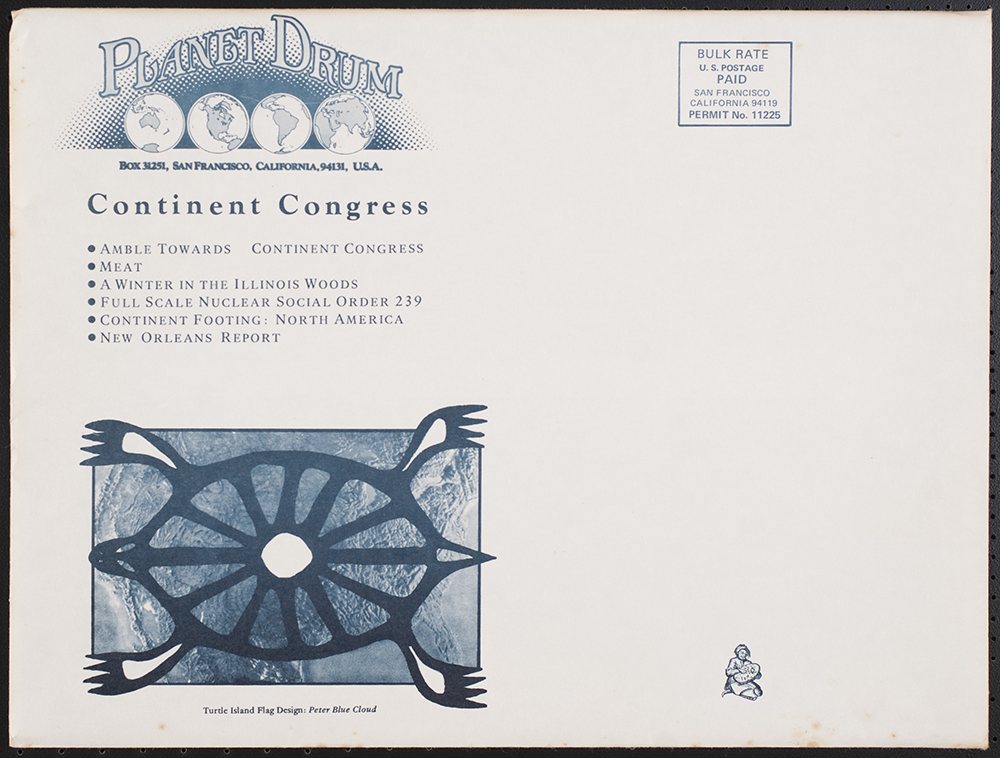 PLANET DRUM
BOX 31251, SAN FRANCISCO, CALIFORNIA, 94131, U.S.A.
Continent Congress
• AMBLE TOWARDS CONTINENT CONGRESS
• MEAT
• A WINTER IN THE ILLINOIS WOODS
• FULL SCALE NUCLEAR SOCIAL ORDER 239
• CONTINENT FOOTING: NORTH AMERICA
• NEW ORLEANS REPORT
Turtle Island Flag Design: Peter Blue Cloud
BULK RATE
U. S. POSTAGE
PAID
SAN FRANCISCO
CALIFORNIA 94119
PERMIT No. 11225